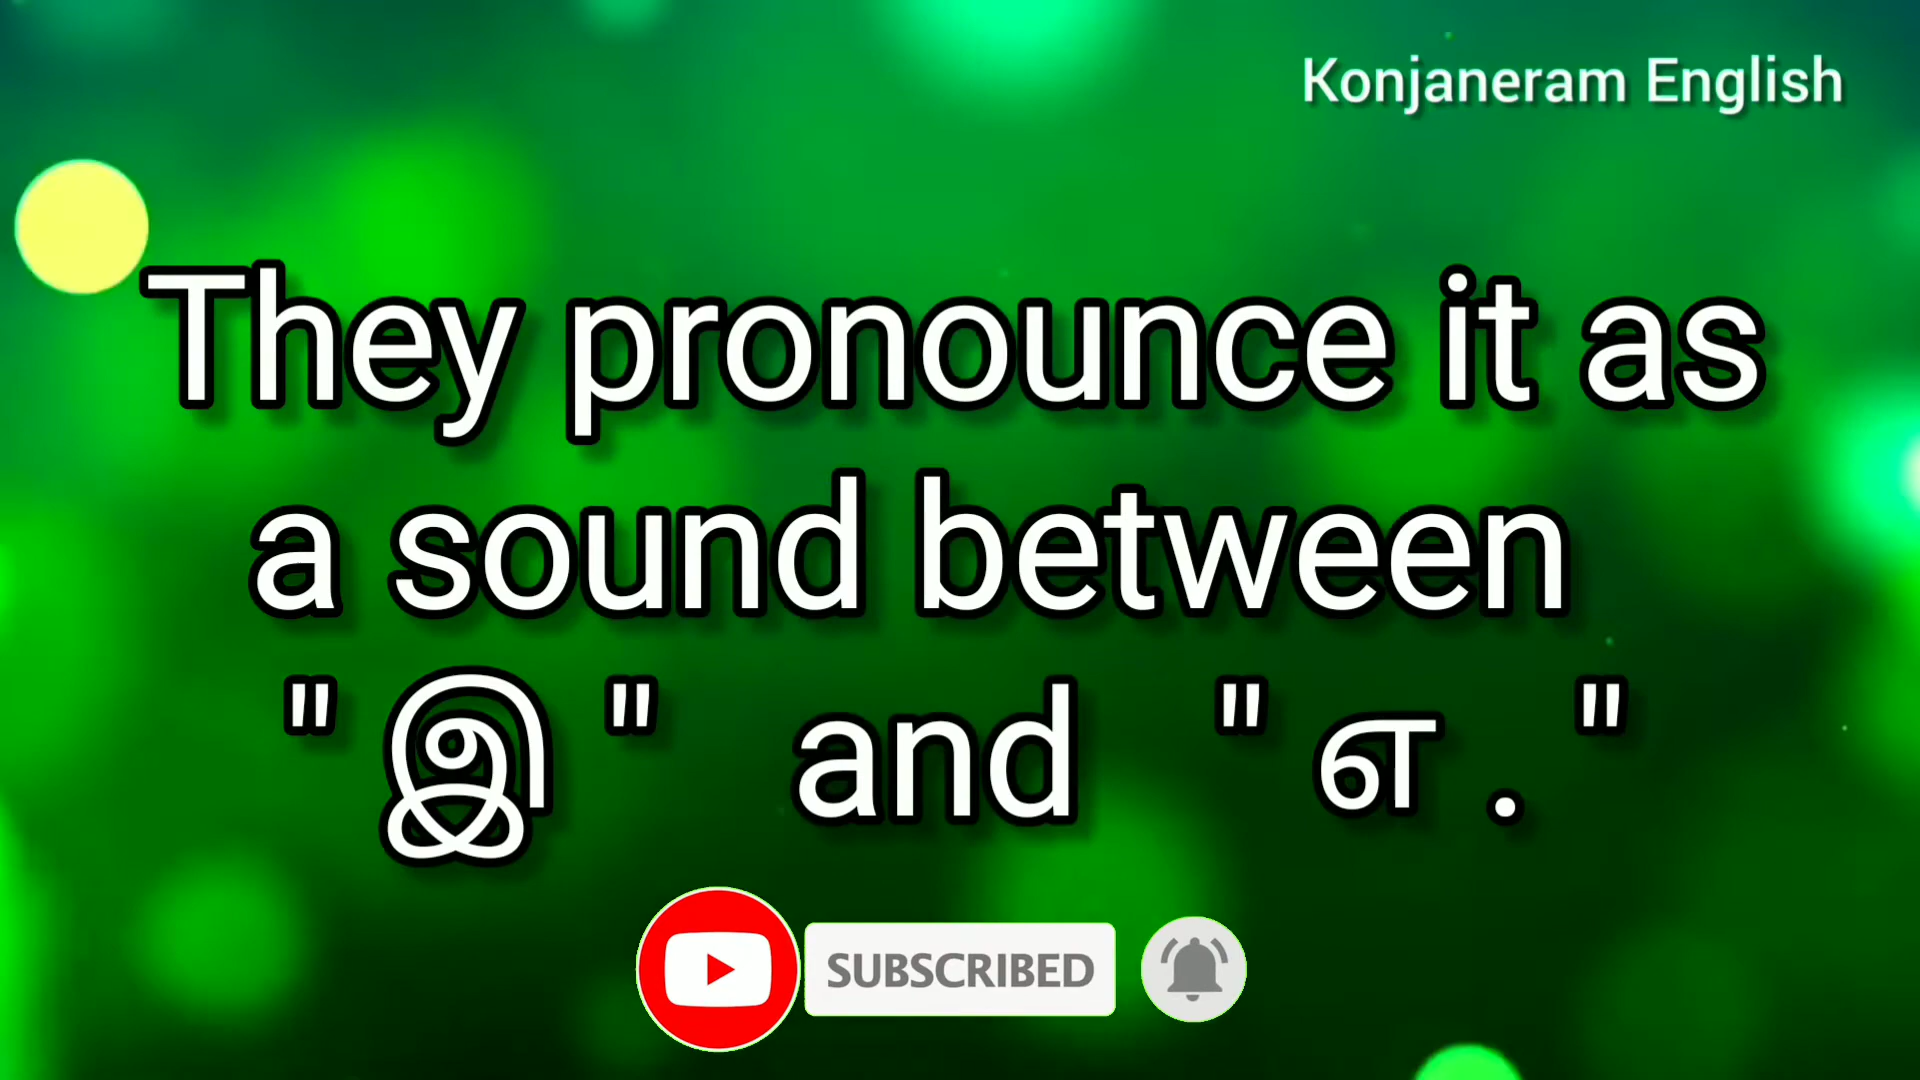 Konjaneram English
They pronounce it as
a sound between
" இ " and " எ . "
SUBSCRIBED